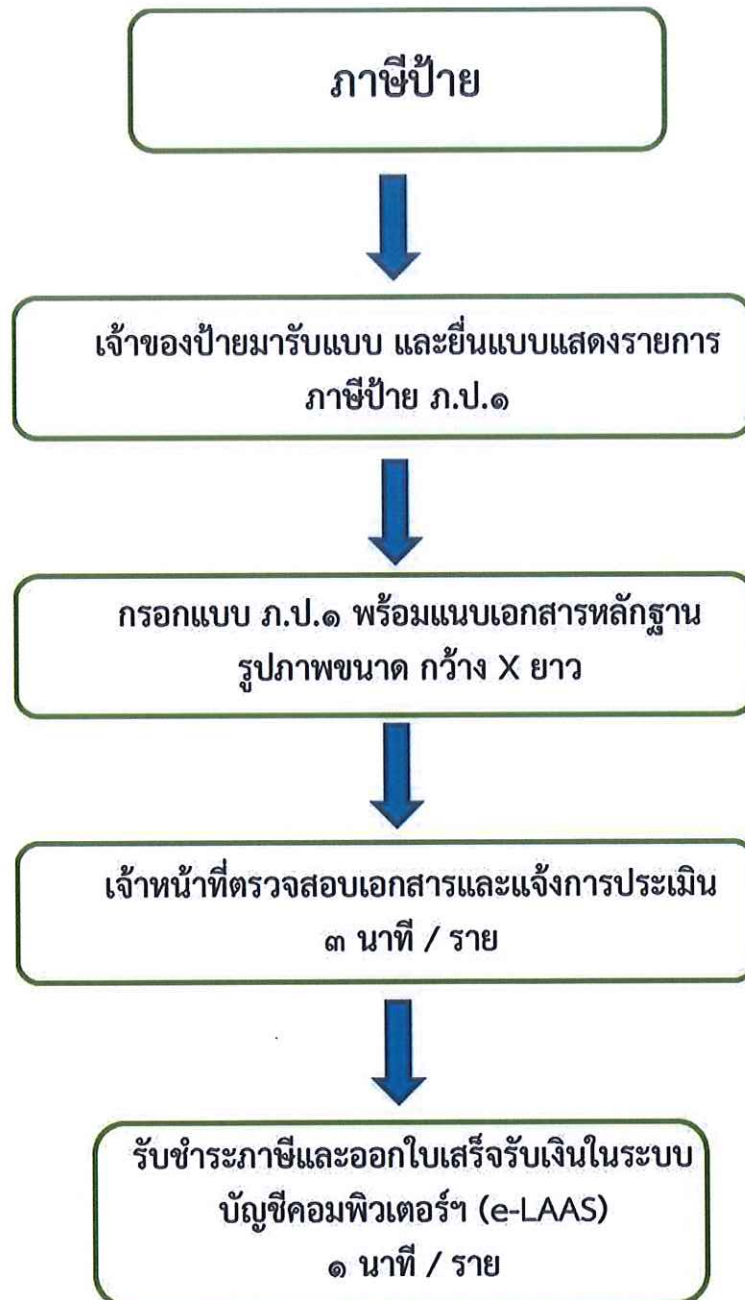 ภาษีป้าย
เจ้าของป้ายมารับแบบ และยื่นแบบแสดงรายการ
ภาษีป้าย ภ.ป.๑
กรอกแบบ ภ.ป.๑ พร้อมแนบเอกสารหลักฐาน
รูปภาพขนาด กว้าง X ยาว
เจ้าหน้าที่ตรวจสอบเอกสารและแจ้งการประเมิน
๓ นาที / ราย
รับชำระภาษีและออกใบเสร็จรับเงินในระบบ
บัญชีคอมพิวเตอร์ฯ (e-LAAS)
๑ นาที / ราย